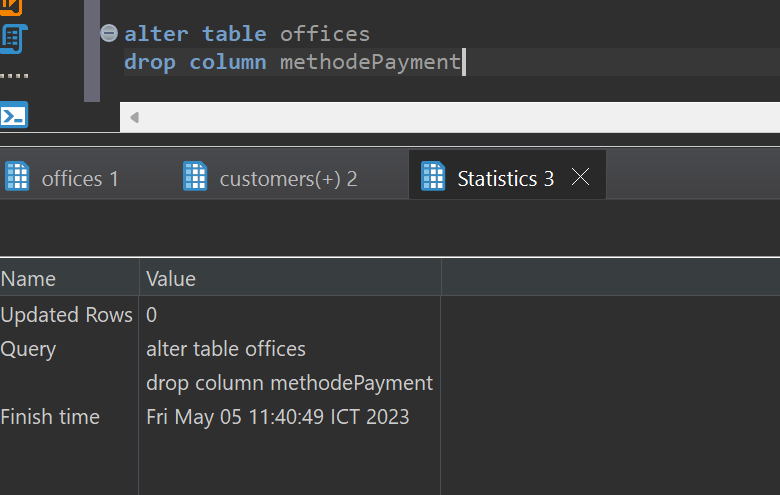 alter table offices
drop column methodePayment
offices 1
customers(+) 2
Statistics 3
Name Value
Updated Rows 0
Query alter table offices
drop column methodePayment
Finish time Fri May 05 11:40:49 ICT 2023